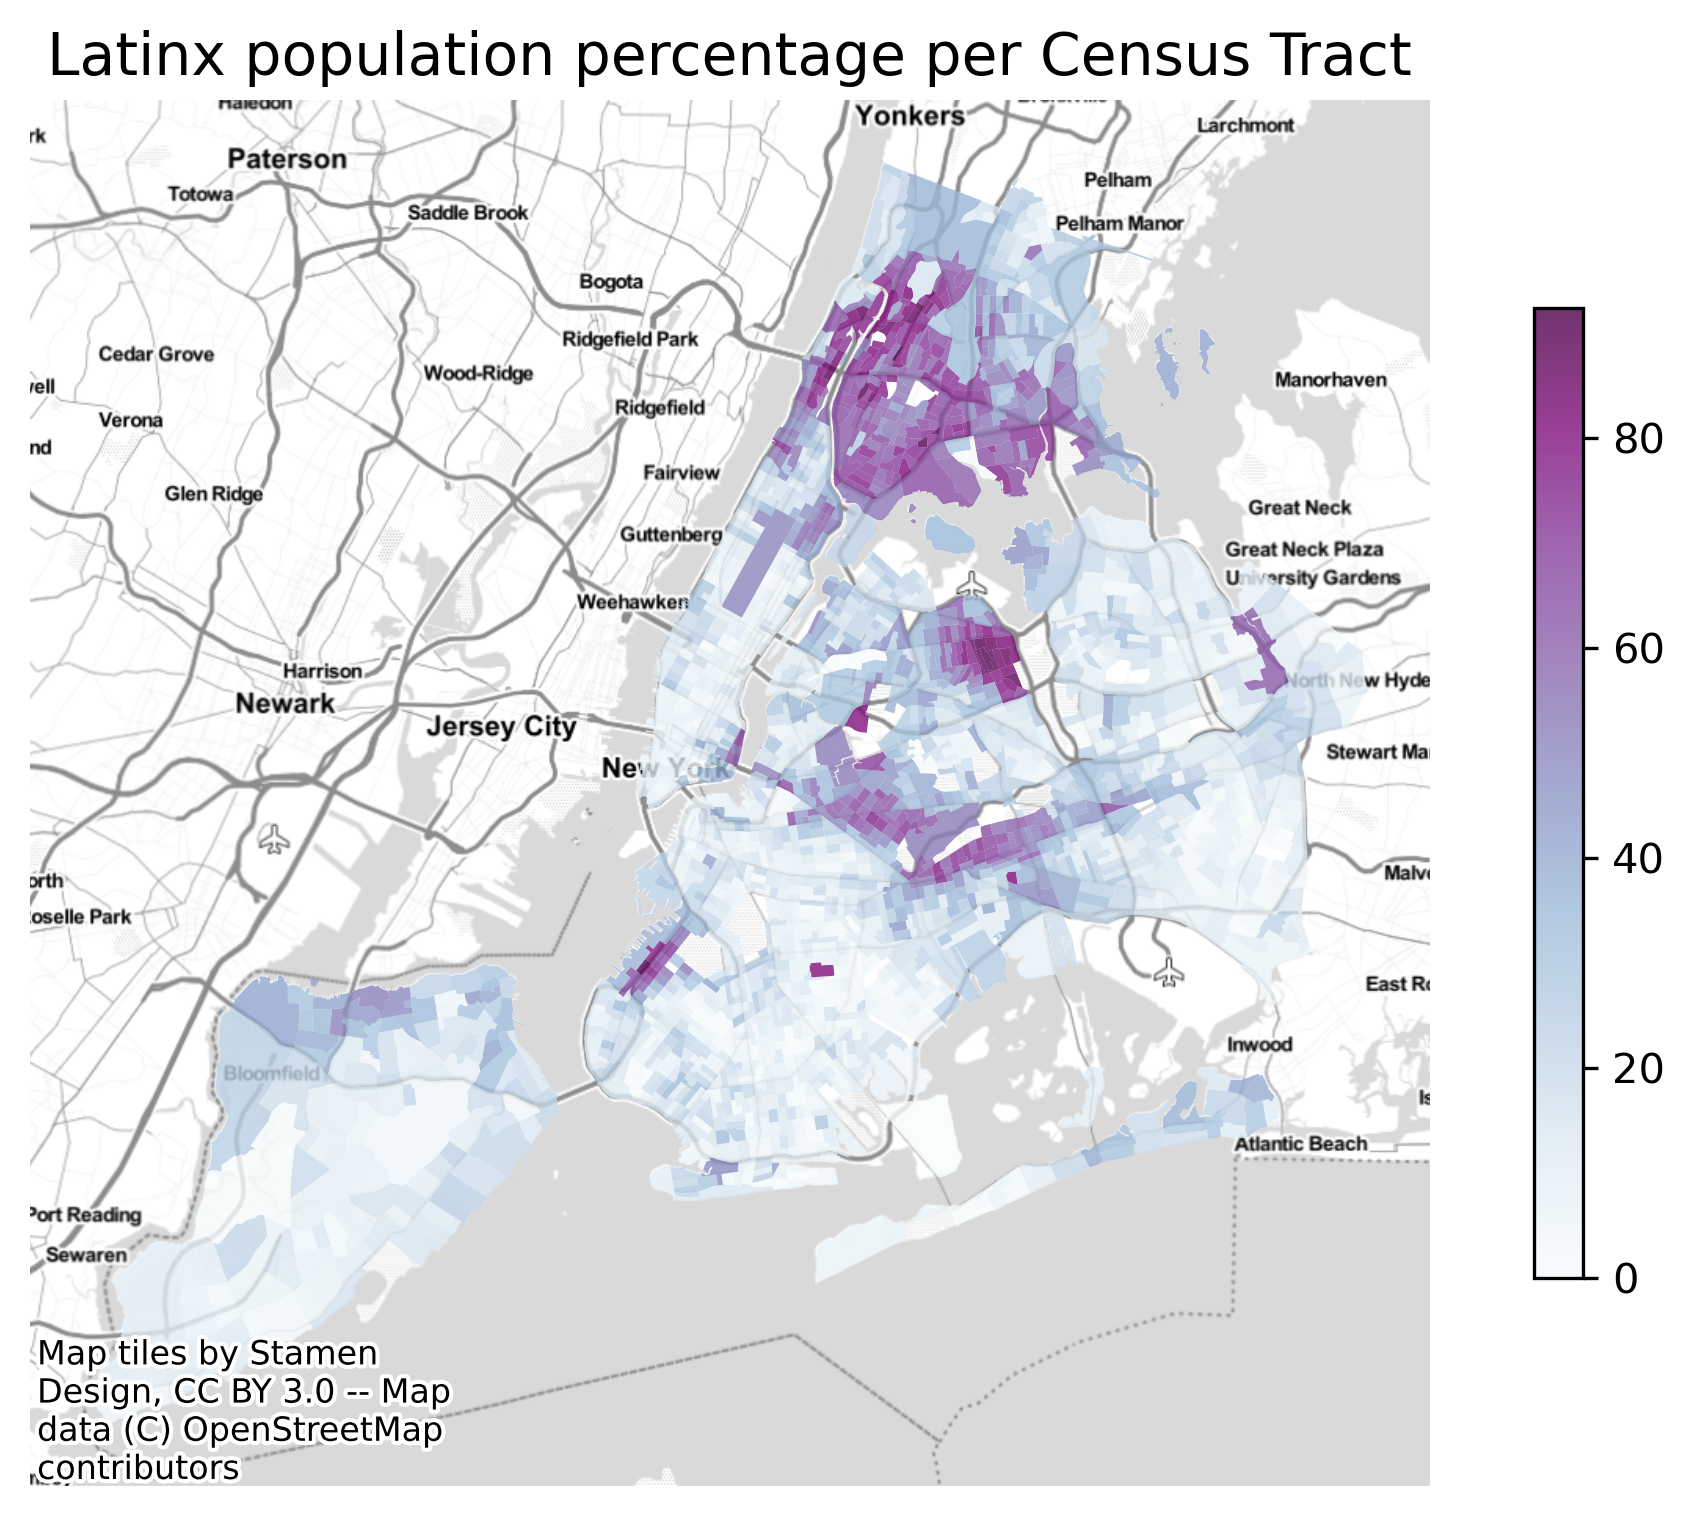 Latinx population percentage per Census Tract
Haledon
Yonkers
Larchmont
rk
Paterson
Totowa
Pelham
Saddle Brook
Pelham Manor
Bogota
Ridgefield Park
Cedar Grove
Wood-Ridge
Manorhaven
vell
Ridgefield
Verona
nd
80
Fairview
Glen Ridge
Great Neck
Guttenberg
Great Neck Plaza
University Gardens
Weehawken
60
Harrison
North New Hyde
Newark
Jersey City
Stewart Ma
New York
40
orth
Malve
oselle Park
East Ro
Inwood
20
Bloomfield
Is
Atlantic Beach
Port Reading
Sewaren
0
Map tiles by Stamen
Design, CC BY 3.0 -- Map
data (C) OpenStreetMap
contributors